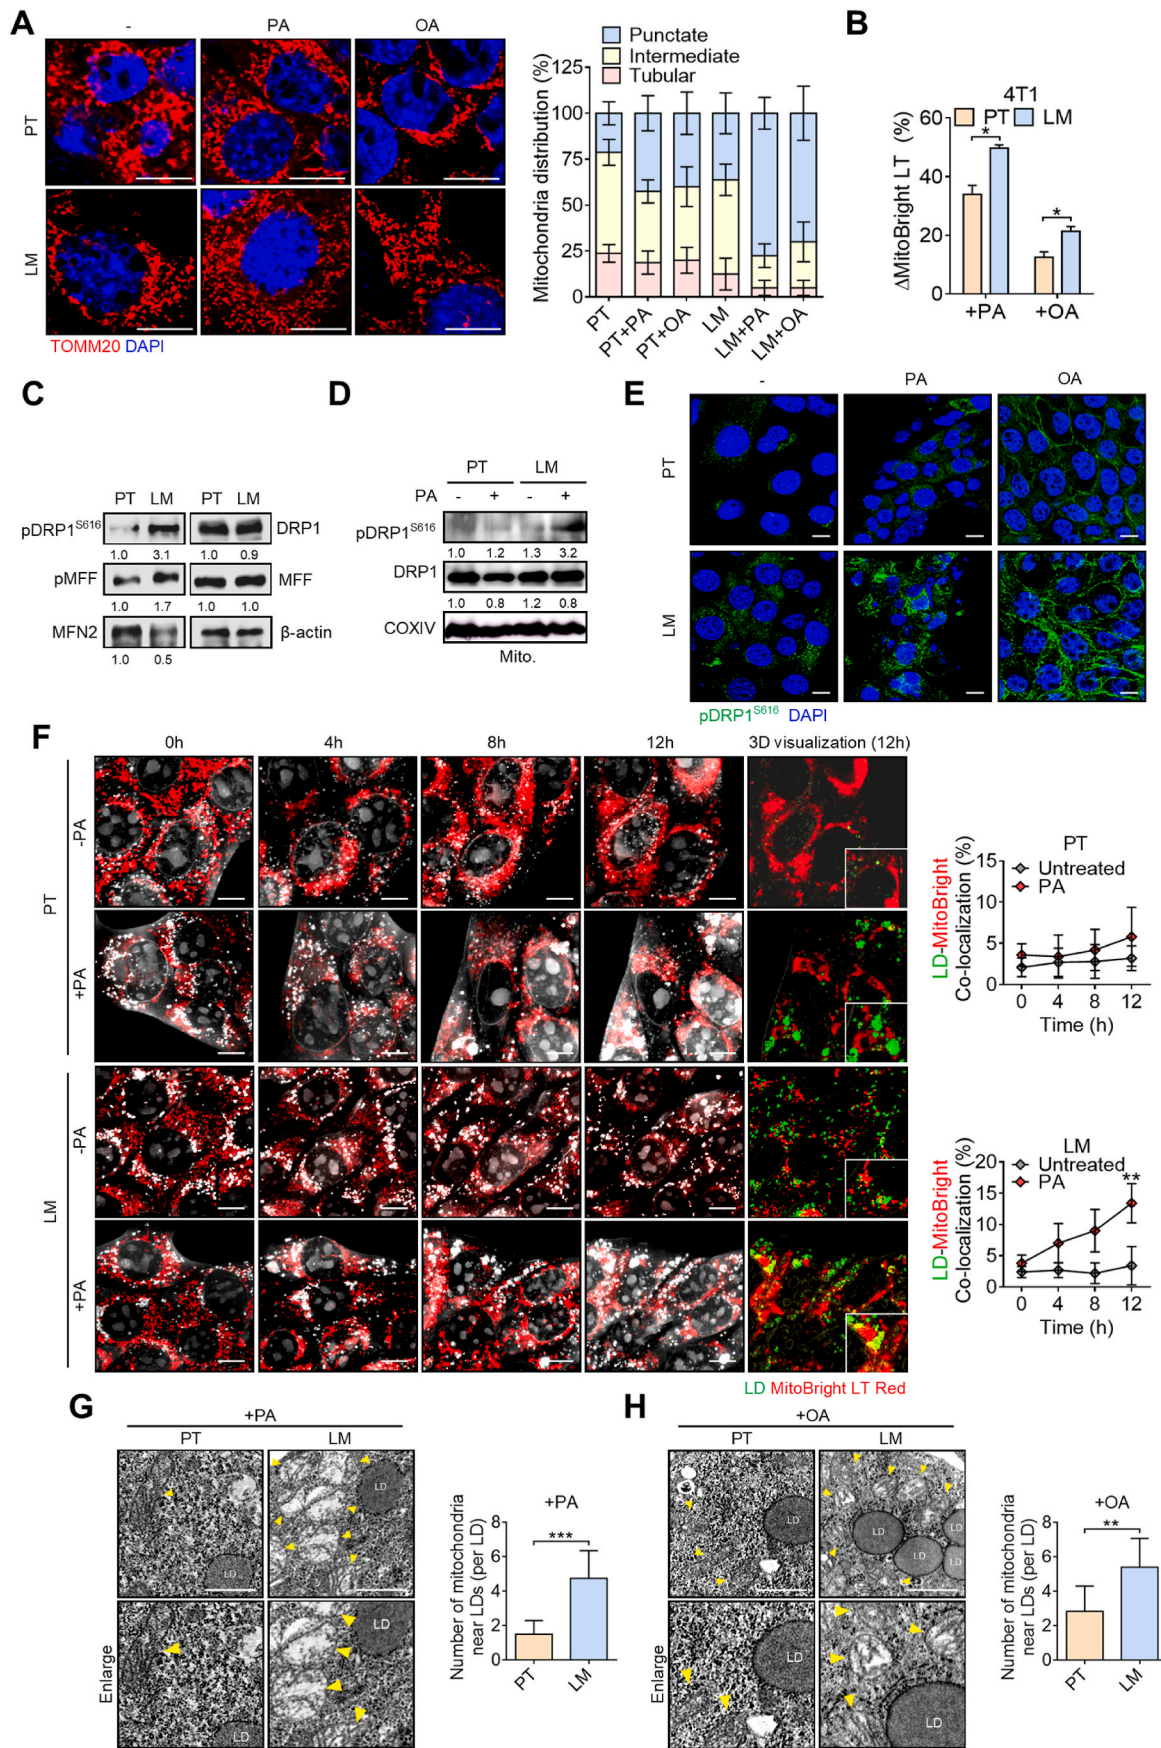 A
-
PA
OA
PT
LM
TOMM20 DAPI
Punctate
Intermediate
Tubular
Mitochondria distribution (%)
125
100
75
50
25
0
PT
PT+PA
PT+OA
LM
LM+PA
LM+OA
B
4T1
PT LM
ΔMitoBright LT (%)
60
40
20
0
*
*
+PA
+OA
C
PT LM PT LM
pDRP1S616 DRP1
1.0 3.1 1.0 0.9
pMFF MFF
1.0 1.7 1.0 1.0
MFN2 β-actin
1.0 0.5
D
PT LM
PA - + - +
pDRP1S616
1.0 1.2 1.3 3.2
DRP1
1.0 0.8 1.2 0.8
COXIV
Mito.
E
-
PA
OA
PT
LM
pDRP1S616 DAPI
F
0h
4h
8h
12h
3D visualization (12h)
PT
-PA
+PA
LM
-PA
+PA
LD MitoBright LT Red
PT
Untreated
PA
LD-MitoBright
Co-localization (%)
15
10
5
0
0 4 8 12
Time (h)
LM
Untreated
PA
**
LD-MitoBright
Co-localization (%)
20
15
10
5
0
0 4 8 12
Time (h)
G
+PA
PT LM
LD
LD
Enlarge
LD
LD
+PA
***
Number of mitochondria
near LDs (per LD)
8
6
4
2
0
PT
LM
H
+OA
PT LM
LD
LD
LD
LD
LD
Enlarge
LD
LD
+OA
**
Number of mitochondria
near LDs (per LD)
8
6
4
2
0
PT
LM